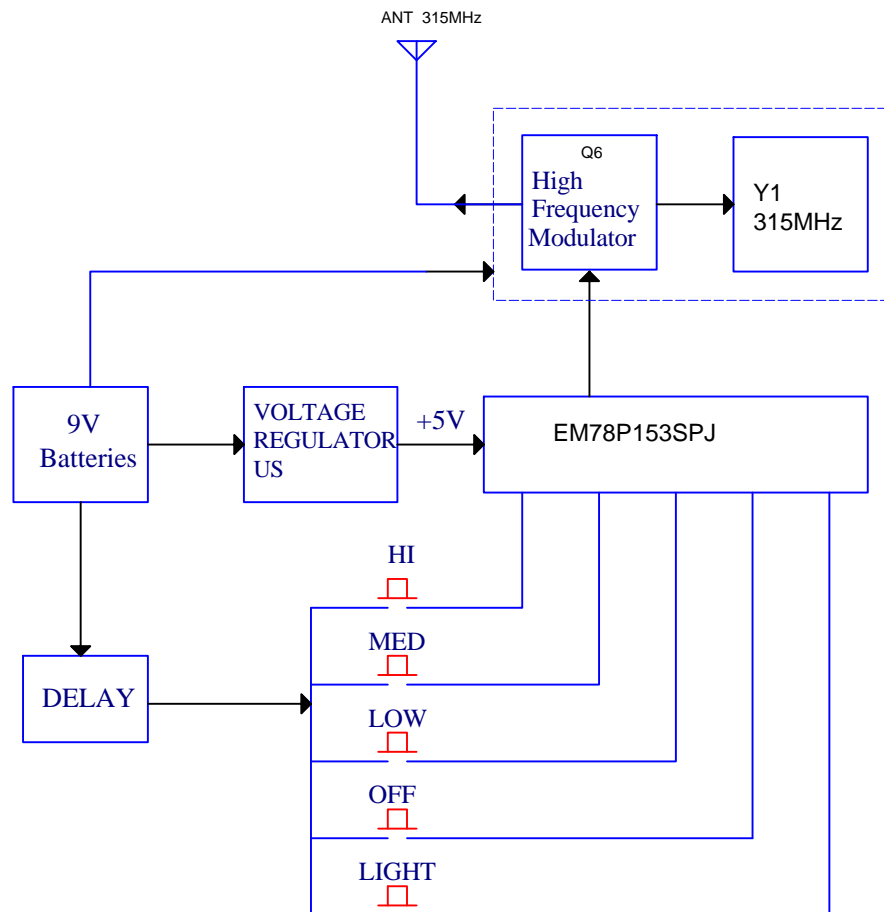 ANT 315MHz
Q6
High
Frequency
Modulator
Y1
315MHz
9V
Batteries
VOLTAGE
REGULATOR
US
+5V
EM78P153SPJ
HI
MED
DELAY
LOW
OFF
LIGHT